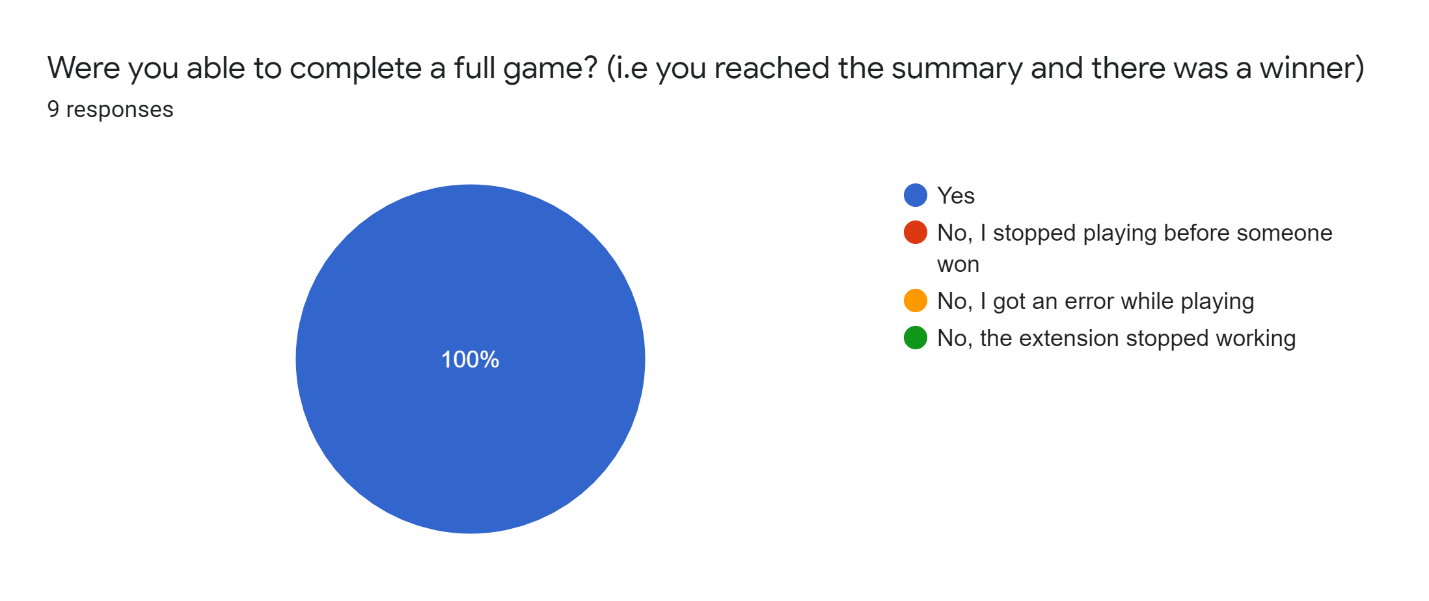 Were you able to complete a full game? (i.e you reached the summary and there was a winner)
9 responses
100%
Yes
No, I stopped playing before someone
won
No, I got an error while playing
No, the extension stopped working